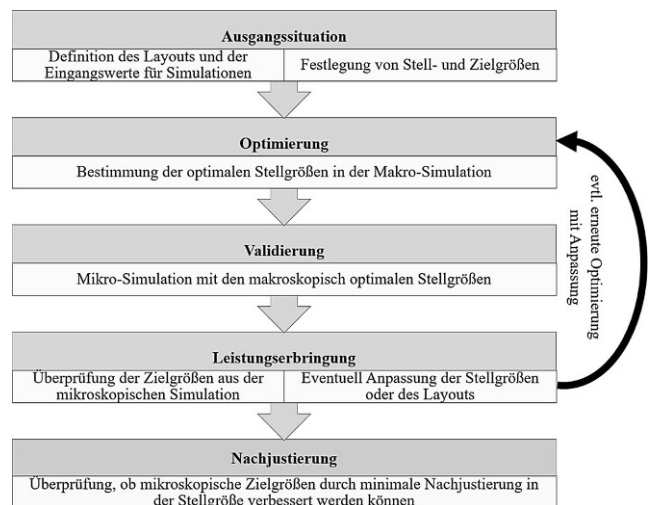 Ausgangssituation
Definition des Layouts und der
Eingangswerte für Simulationen
Festlegung von Stell- und Zielgrößen
Optimierung
Bestimmung der optimalen Stellgrößen in der Makro-Simulation
Validierung
Mikro-Simulation mit den makroskopisch optimalen Stellgrößen
Leistungserbringung
Überprüfung der Zielgrößen aus der
mikroskopischen Simulation
Eventuell Anpassung der Stellgrößen
oder des Layouts
Nachjustierung
Überprüfung, ob mikroskopische Zielgrößen durch minimale Nachjustierung in
der Stellgröße verbessert werden können
evtl. erneute Optimierung
mit Anpassung